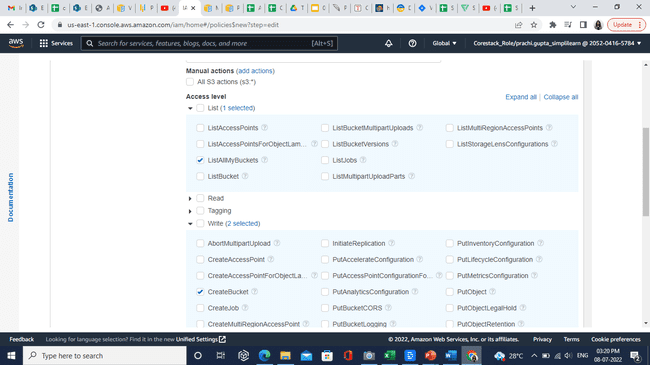 us-east-1.console.aws.amazon.com/iam/home#/policies$new?step=edit
Update
aws
Services
Search for services, features, blogs, docs, and more
[Alt+S]
Global
Corestack_Role/prachi.gupta_simplilearn @ 2052-0416-5784
Manual actions (add actions)
All S3 actions (s3:*)
Access level
Expand all | Collapse all
List (1 selected)
ListAccessPoints ListBucketMultipartUploads ListMultiRegionAccessPoints
ListAccessPointsForObjectLam... ListBucketVersions ListStorageLensConfigurations
ListAllMyBuckets ListJobs
ListBucket ListMultipartUploadParts
Read
Tagging
Write (2 selected)
AbortMultipartUpload InitiateReplication PutInventoryConfiguration
CreateAccessPoint PutAccelerateConfiguration PutLifecycleConfiguration
CreateAccessPointForObjectLa... PutAccessPointConfigurationFo... PutMetricsConfiguration
CreateBucket PutAnalyticsConfiguration PutObject
CreateJob PutBucketCORS PutObjectLegalHold
CreateMultiRegionAccessPoint PutBucketLogging PutObjectRetention
Documentation
Feedback Looking for language selection? Find it in the new Unified Settings
© 2022, Amazon Web Services, Inc. or its affiliates. Privacy Terms Cookie preferences
Type here to search
28°C
ENG
03:20 PM
08-07-2022